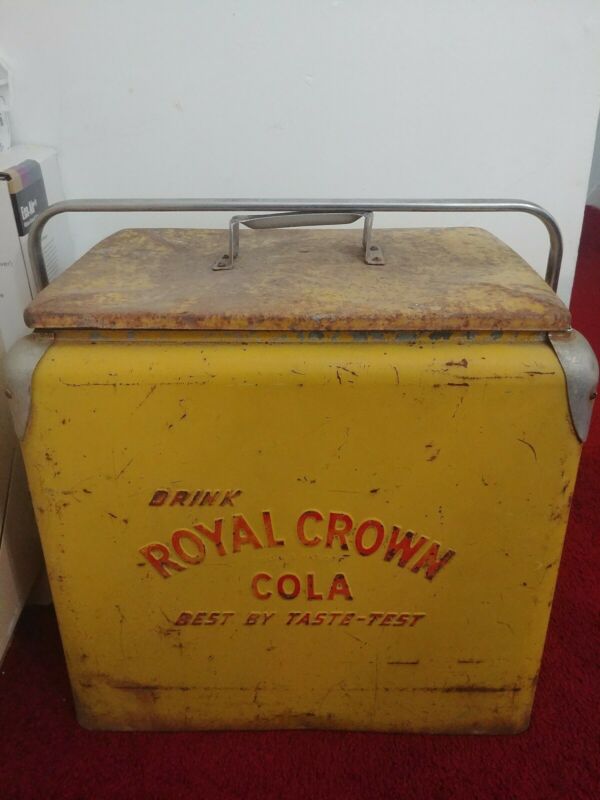 DRINK
ROYAL CROWN
COLA
BEST BY TASTE-TEST